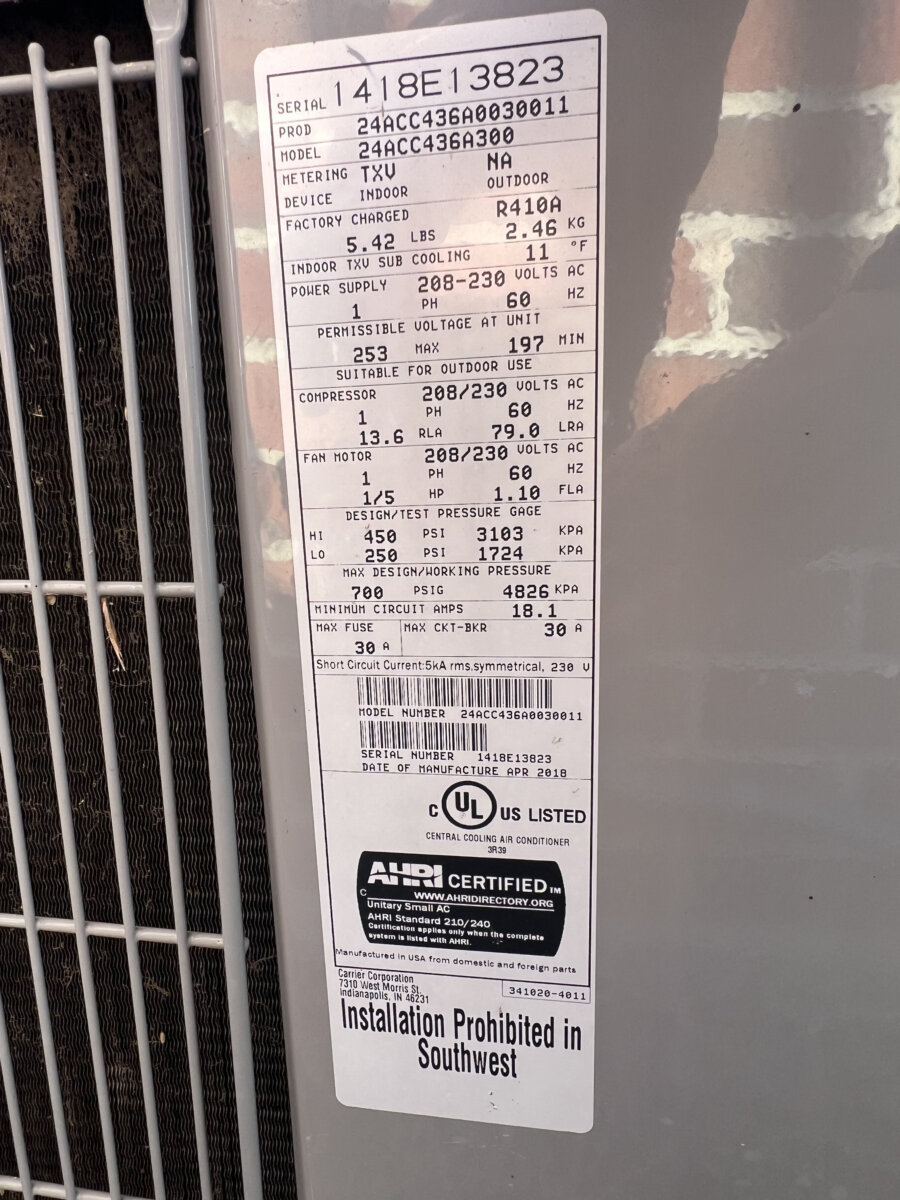 SERIAL 1418E13823
PROD 24ACC436A0030011
MODEL 24ACC436A300
METERING TXV NA
DEVICE INDOOR OUTDOOR
FACTORY CHARGED R410A
5.42 LBS 2.46 KG
INDOOR TXV SUB COOLING 11 °F
POWER SUPPLY 208-230 VOLTS AC
1 PH 60 HZ
PERMISSIBLE VOLTAGE AT UNIT
253 MAX 197 MIN
SUITABLE FOR OUTDOOR USE
COMPRESSOR 208/230 VOLTS AC
1 PH 60 HZ
13.6 RLA 79.0 LRA
FAN MOTOR 208/230 VOLTS AC
1 PH 60 HZ
1/5 HP 1.10 FLA
DESIGN/TEST PRESSURE GAGE
HI 450 PSI 3103 KPA
LO 250 PSI 1724 KPA
MAX DESIGN/WORKING PRESSURE
700 PSIG 4826 KPA
MINIMUM CIRCUIT AMPS 18.1
MAX FUSE MAX CKT-BKR 30 A
30 A
Short Circuit Current:5kA rms.symmetrical, 230 V
MODEL NUMBER 24ACC436A0030011
SERIAL NUMBER 1418E13823
DATE OF MANUFACTURE APR 2018
C UL US LISTED
CENTRAL COOLING AIR CONDITIONER
3R39
AHRI CERTIFIED TM
C WWW.AHRIDIRECTORY.ORG
Unitary Small AC
AHRI Standard 210/240
Certification applies only when the complete
system is listed with AHRI.
Manufactured in USA from domestic and foreign parts
Carrier Corporation
7310 West Morris St.
Indianapolis, IN 46231
341020-4011
Installation Prohibited in
Southwest